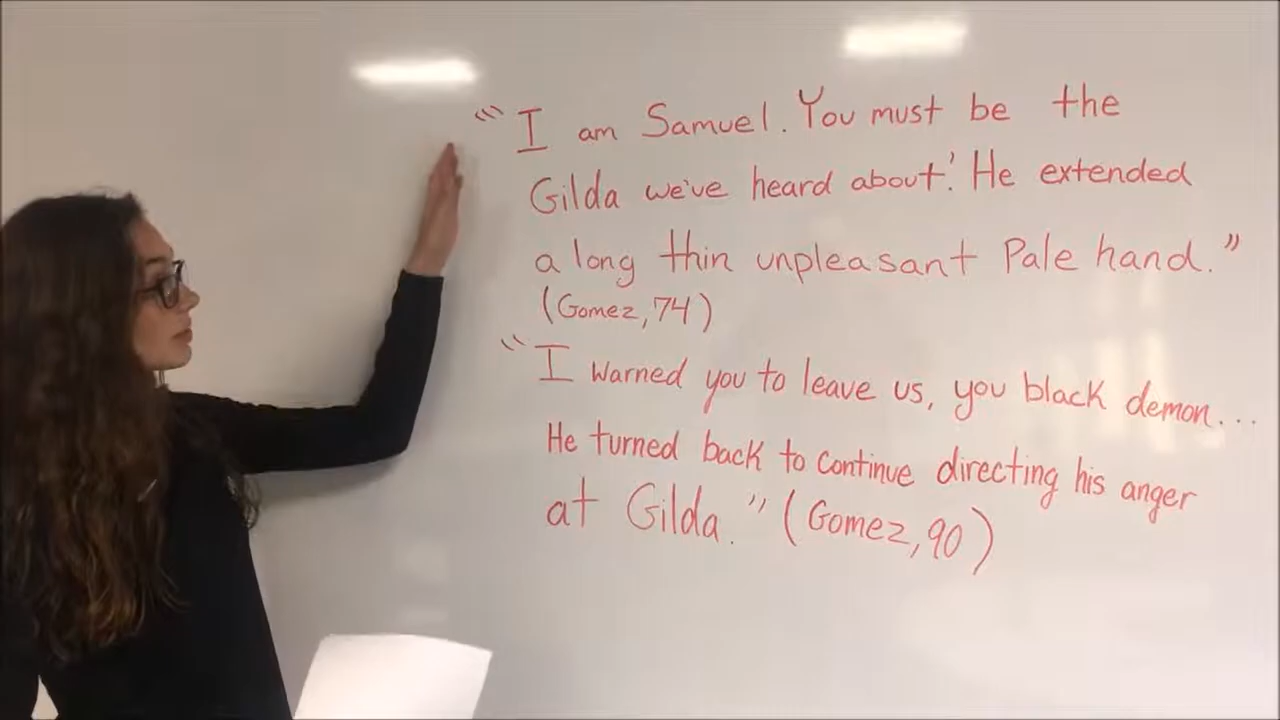 "'I am Samuel. You must be the
Gilda we've heard about.' He extended
a long thin unpleasant Pale hand."
(Gomez, 74)
"I warned you to leave us, you black demon...
He turned back to continue directing his anger
at Gilda." (Gomez, 90)